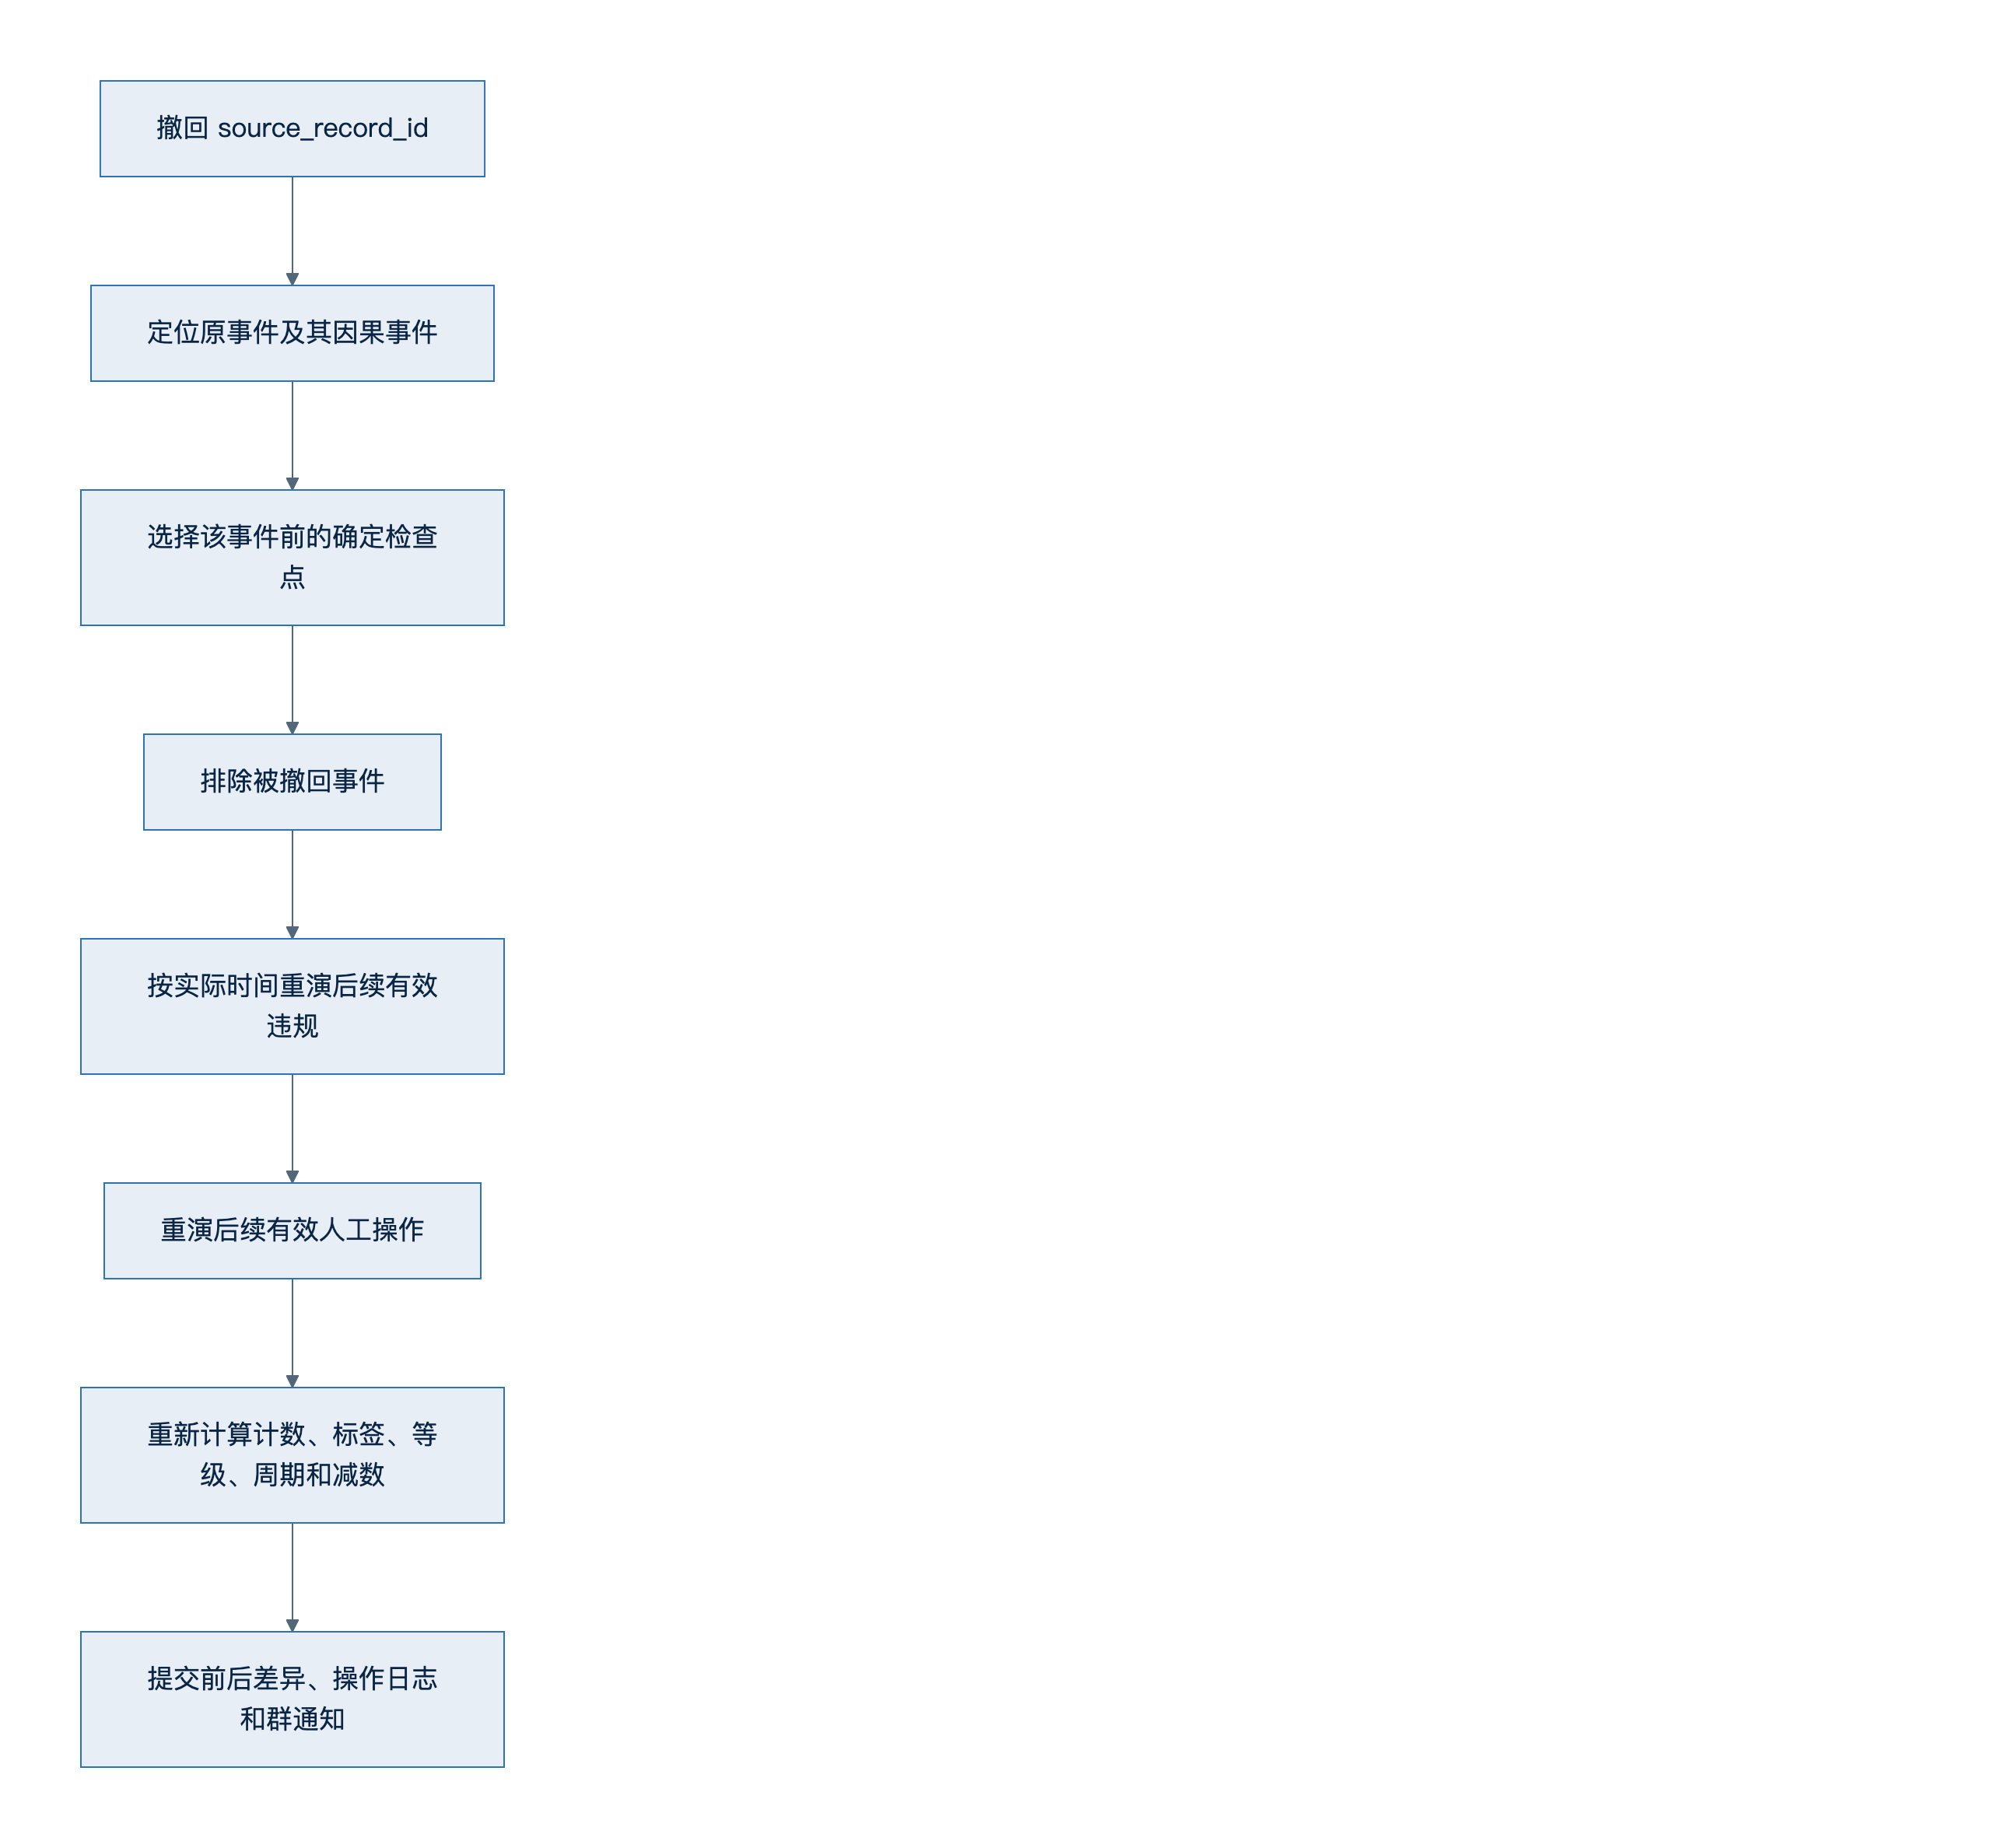 撤回 source_record_id
定位原事件及其因果事件
选择该事件前的确定检查
点
排除被撤回事件
按实际时间重演后续有效
违规
重演后续有效人工操作
重新计算计数、标签、等
级、周期和减数
提交前后差异、操作日志
和群通知